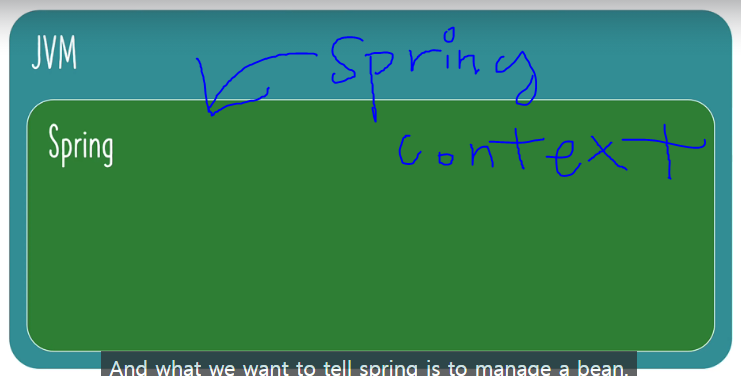 JVM
Spring
Spring
context
And what we want to tell spring is to manage a bean.